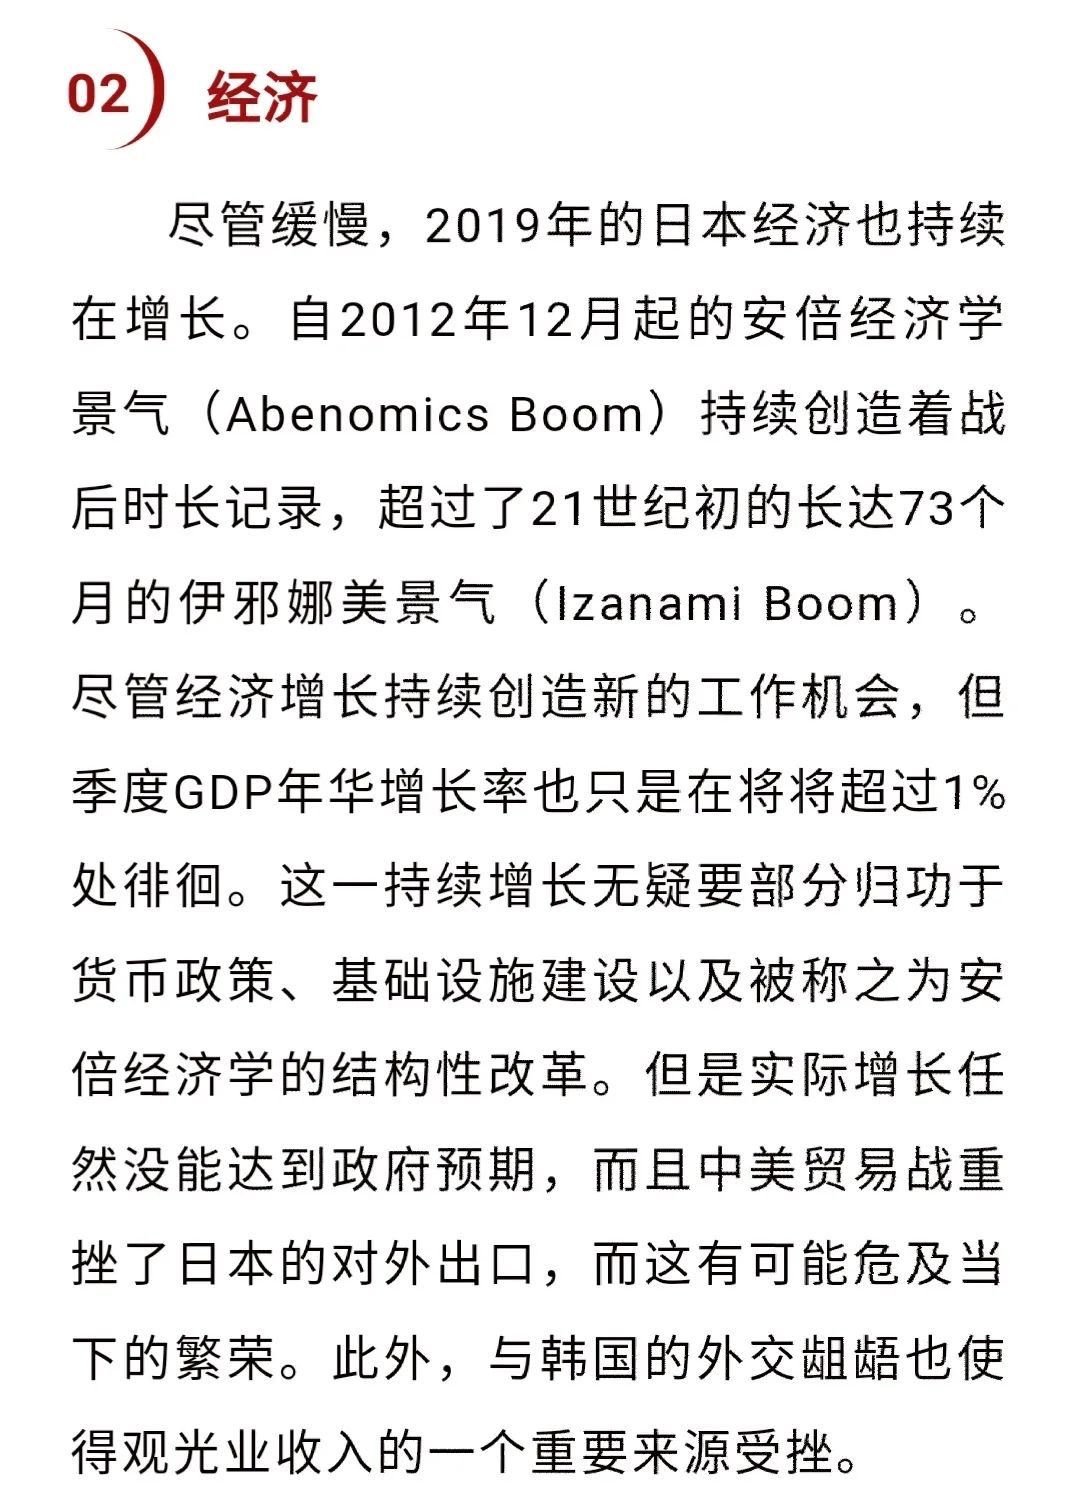 02 经济
尽管缓慢，2019年的日本经济也持续
在增长。自2012年12月起的安倍经济学
景气（Abenomics Boom）持续创造着战
后时长记录，超过了21世纪初的长达73个
月的伊邪娜美景气（Izanami Boom）。
尽管经济增长持续创造新的工作机会，但
季度GDP年华增长率也只是在将将超过1%
处徘徊。这一持续增长无疑要部分归功于
货币政策、基础设施建设以及被称之为安
倍经济学的结构性改革。但是实际增长任
然没能达到政府预期，而且中美贸易战重
挫了日本的对外出口，而这有可能危及当
下的繁荣。此外，与韩国的外交龃龉也使
得观光业收入的一个重要来源受挫。